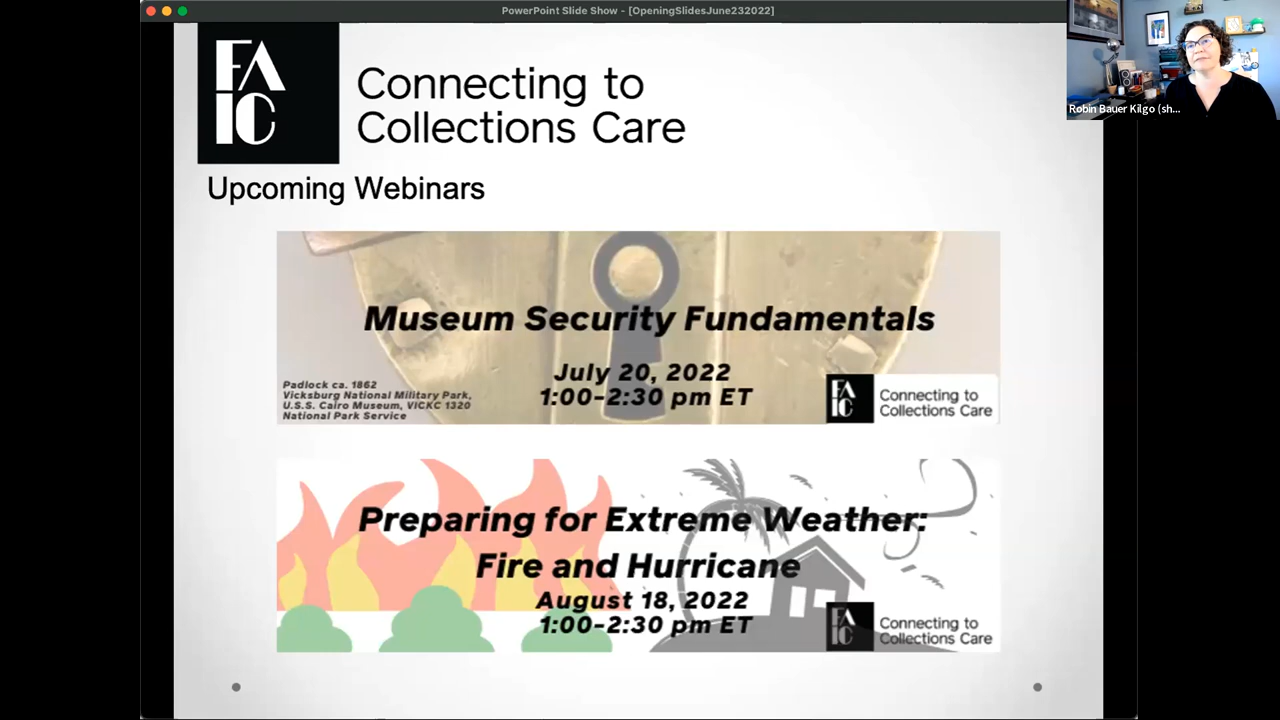 PowerPoint Slide Show - [OpeningSlidesJune232022]
Robin Bauer Kilgo (sh...
FA
IC
Connecting to
Collections Care
Upcoming Webinars
Museum Security Fundamentals
July 20, 2022
1:00-2:30 pm ET
Padlock ca. 1862
Vicksburg National Military Park,
U.S.S. Cairo Museum, VICKC 1320
National Park Service
FA
IC
Connecting to
Collections Care
Preparing for Extreme Weather:
Fire and Hurricane
August 18, 2022
1:00-2:30 pm ET
FA
IC
Connecting to
Collections Care